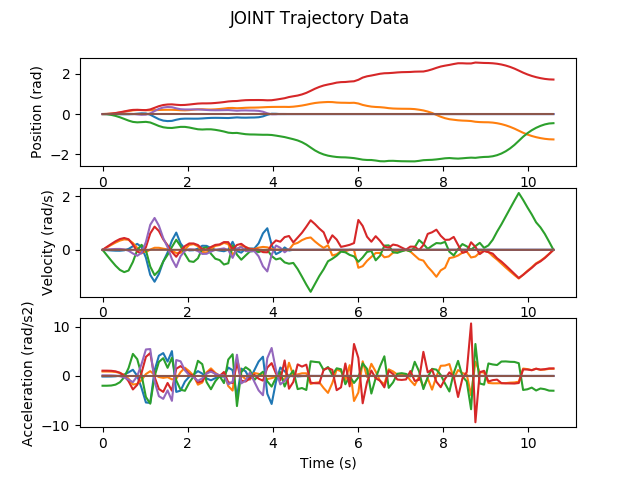 JOINT Trajectory Data
Position (rad)
2
0
−2
0 2 4 6 8 10
Velocity (rad/s)
2
0
0 2 4 6 8 10
Acceleration (rad/s2)
10
0
−10
0 2 4 6 8 10
Time (s)